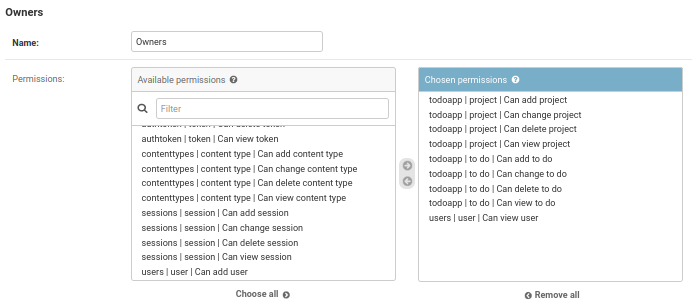 Owners
Name:
Owners
Permissions:
Available permissions ?
Filter
authtoken | token | Can delete token
authtoken | token | Can view token
contenttypes | content type | Can add content type
contenttypes | content type | Can change content type
contenttypes | content type | Can delete content type
contenttypes | content type | Can view content type
sessions | session | Can add session
sessions | session | Can change session
sessions | session | Can delete session
sessions | session | Can view session
users | user | Can add user
Choose all
Chosen permissions ?
todoapp | project | Can add project
todoapp | project | Can change project
todoapp | project | Can delete project
todoapp | project | Can view project
todoapp | to do | Can add to do
todoapp | to do | Can change to do
todoapp | to do | Can delete to do
todoapp | to do | Can view to do
users | user | Can view user
Remove all